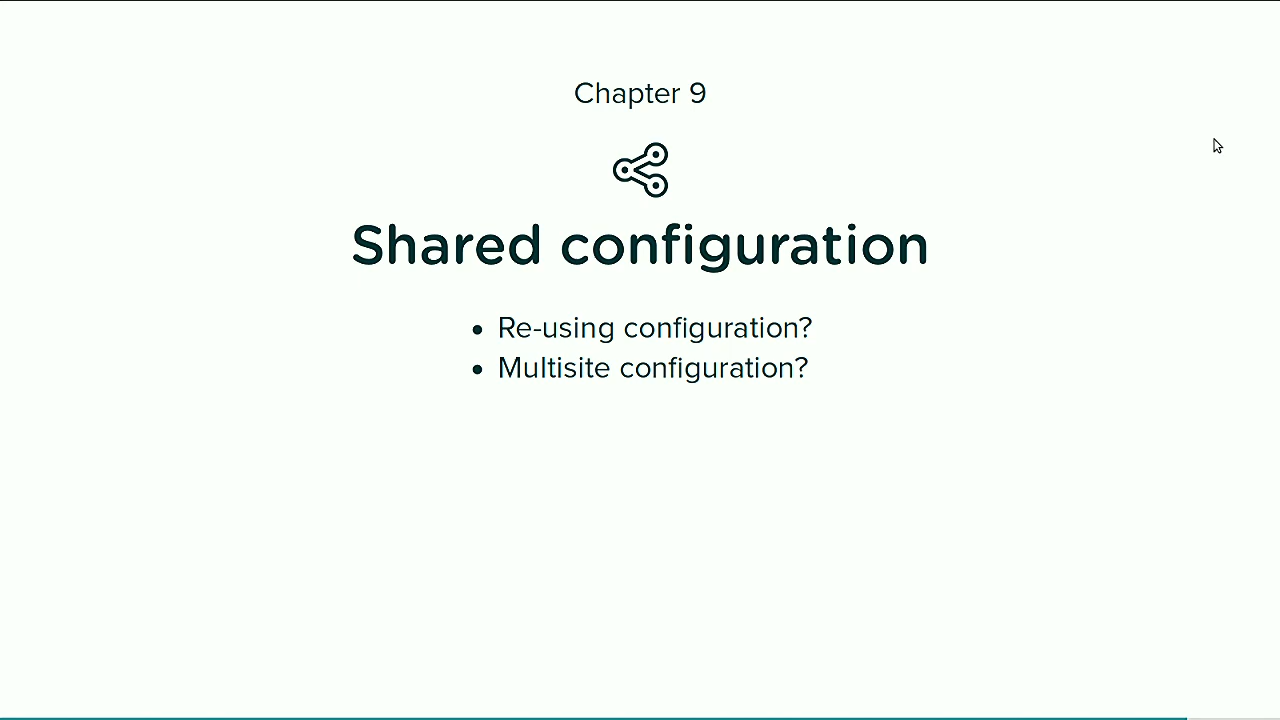 Chapter 9
Shared configuration
• Re-using configuration?
• Multisite configuration?